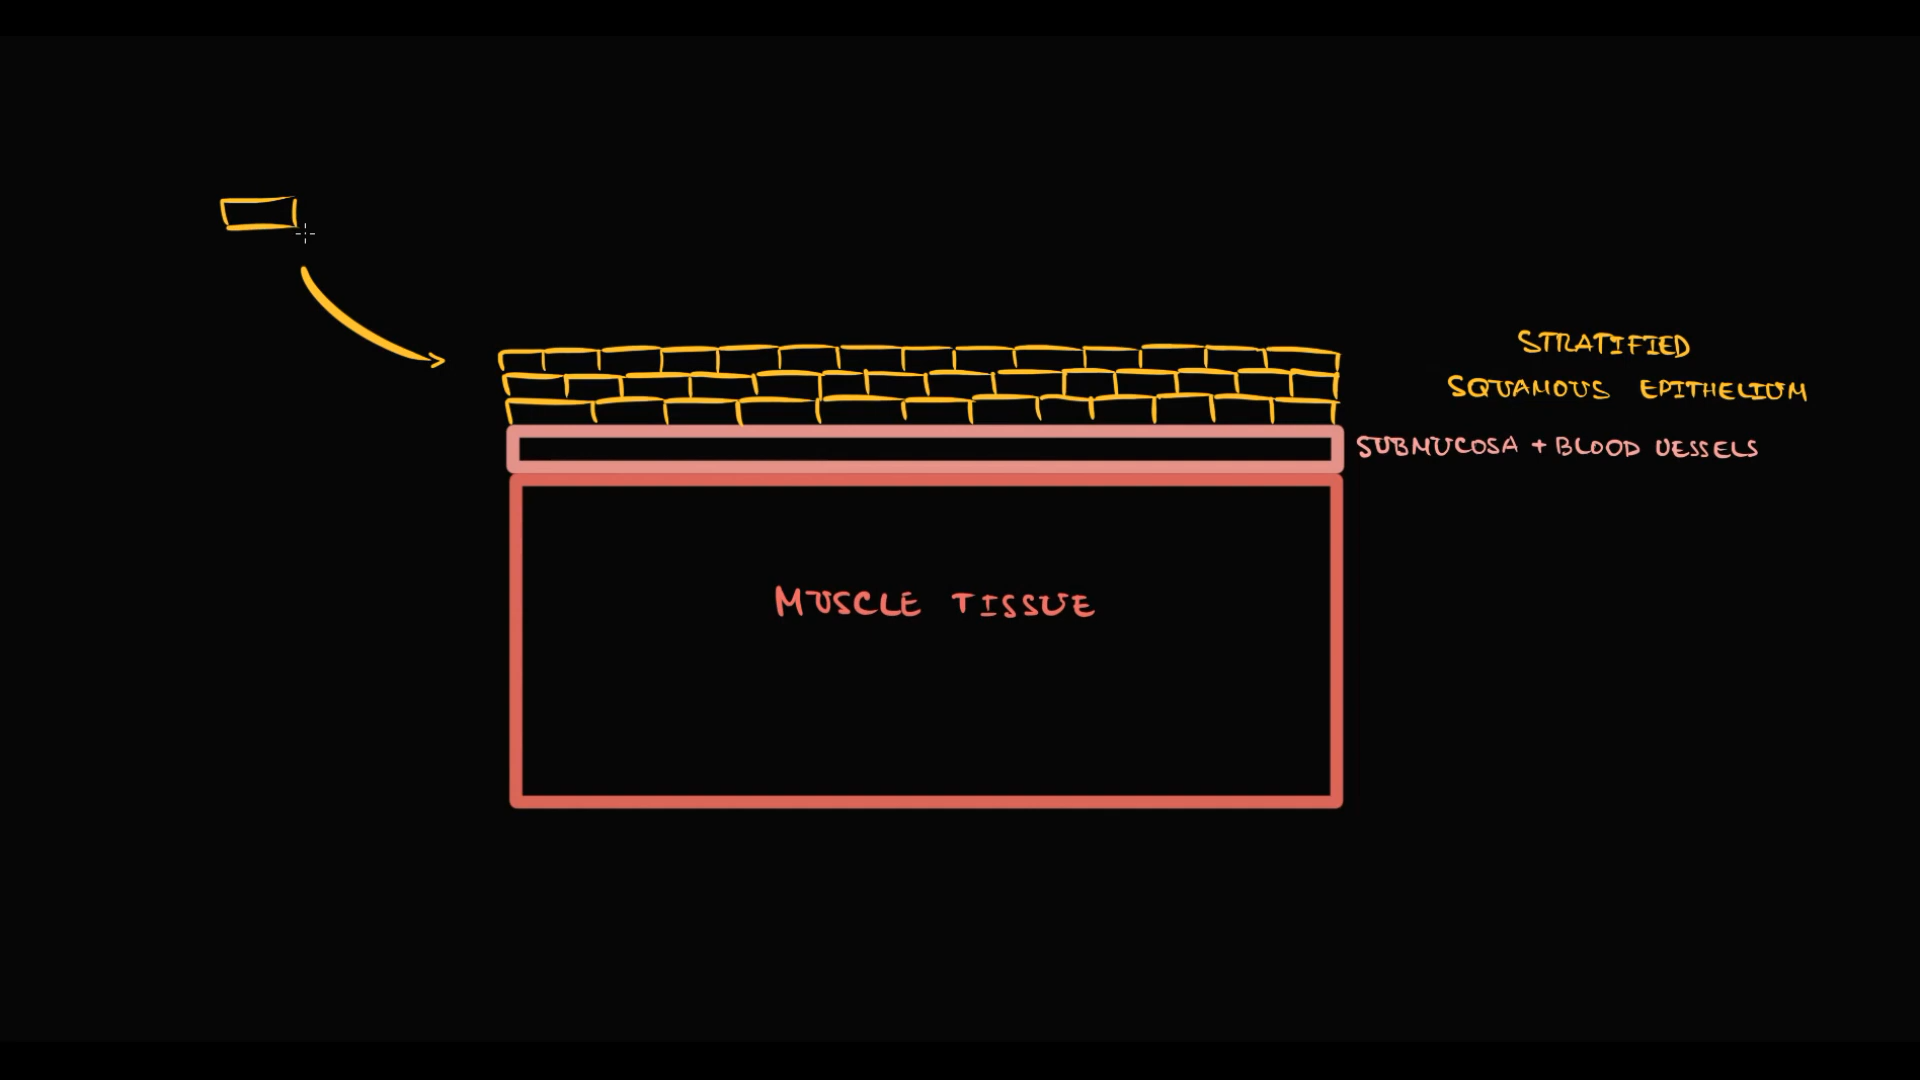 STRATIFIED
SQUAMOUS EPITHELIUM
SUBMUCOSA + BLOOD VESSELS
MUSCLE TISSUE